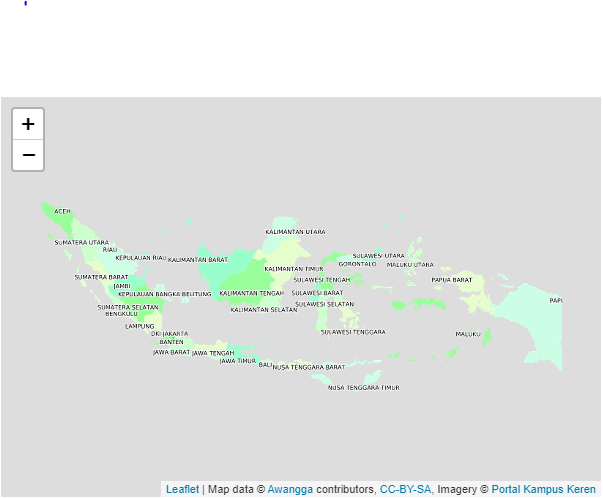 +
−
ACEH
SUMATERA UTARA
RIAU
KEPULAUAN RIAU
KALIMANTAN BARAT
KALIMANTAN UTARA
SUMATERA BARAT
JAMBI
KEPULAUAN BANGKA BELITUNG
SUMATERA SELATAN
BENGKULU
LAMPUNG
DKI JAKARTA
BANTEN
JAWA BARAT
JAWA TENGAH
JAWA TIMUR
BALI
NUSA TENGGARA BARAT
NUSA TENGGARA TIMUR
KALIMANTAN TIMUR
KALIMANTAN TENGAH
KALIMANTAN SELATAN
SULAWESI UTARA
GORONTALO
MALUKU UTARA
SULAWESI TENGAH
SULAWESI BARAT
SULAWESI SELATAN
SULAWESI TENGGARA
PAPUA BARAT
PAPU
MALUKU
Leaflet | Map data © Awangga contributors, CC-BY-SA, Imagery © Portal Kampus Keren